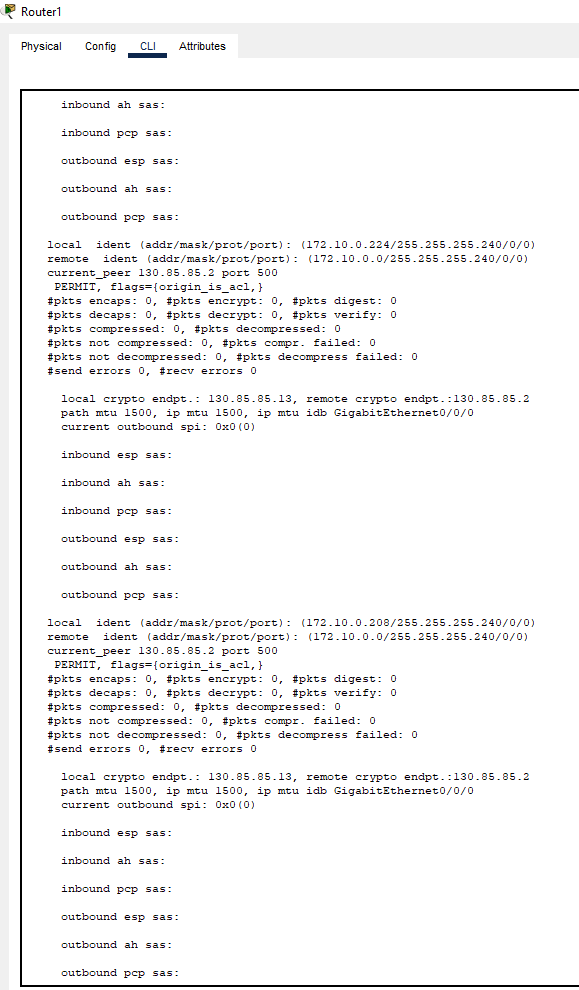 Router1
Physical Config CLI Attributes
inbound ah sas:
inbound pcp sas:
outbound esp sas:
outbound ah sas:
outbound pcp sas:
local ident (addr/mask/prot/port): (172.10.0.224/255.255.255.240/0/0)
remote ident (addr/mask/prot/port): (172.10.0.0/255.255.255.240/0/0)
current_peer 130.85.85.2 port 500
PERMIT, flags={origin_is_acl,}
#pkts encaps: 0, #pkts encrypt: 0, #pkts digest: 0
#pkts decaps: 0, #pkts decrypt: 0, #pkts verify: 0
#pkts compressed: 0, #pkts decompressed: 0
#pkts not compressed: 0, #pkts compr. failed: 0
#pkts not decompressed: 0, #pkts decompress failed: 0
#send errors 0, #recv errors 0
local crypto endpt.: 130.85.85.13, remote crypto endpt.:130.85.85.2
path mtu 1500, ip mtu 1500, ip mtu idb GigabitEthernet0/0/0
current outbound spi: 0x0(0)
inbound esp sas:
inbound ah sas:
inbound pcp sas:
outbound esp sas:
outbound ah sas:
outbound pcp sas:
local ident (addr/mask/prot/port): (172.10.0.208/255.255.255.240/0/0)
remote ident (addr/mask/prot/port): (172.10.0.0/255.255.255.240/0/0)
current_peer 130.85.85.2 port 500
PERMIT, flags={origin_is_acl,}
#pkts encaps: 0, #pkts encrypt: 0, #pkts digest: 0
#pkts decaps: 0, #pkts decrypt: 0, #pkts verify: 0
#pkts compressed: 0, #pkts decompressed: 0
#pkts not compressed: 0, #pkts compr. failed: 0
#pkts not decompressed: 0, #pkts decompress failed: 0
#send errors 0, #recv errors 0
local crypto endpt.: 130.85.85.13, remote crypto endpt.:130.85.85.2
path mtu 1500, ip mtu 1500, ip mtu idb GigabitEthernet0/0/0
current outbound spi: 0x0(0)
inbound esp sas:
inbound ah sas:
inbound pcp sas:
outbound esp sas:
outbound ah sas:
outbound pcp sas: